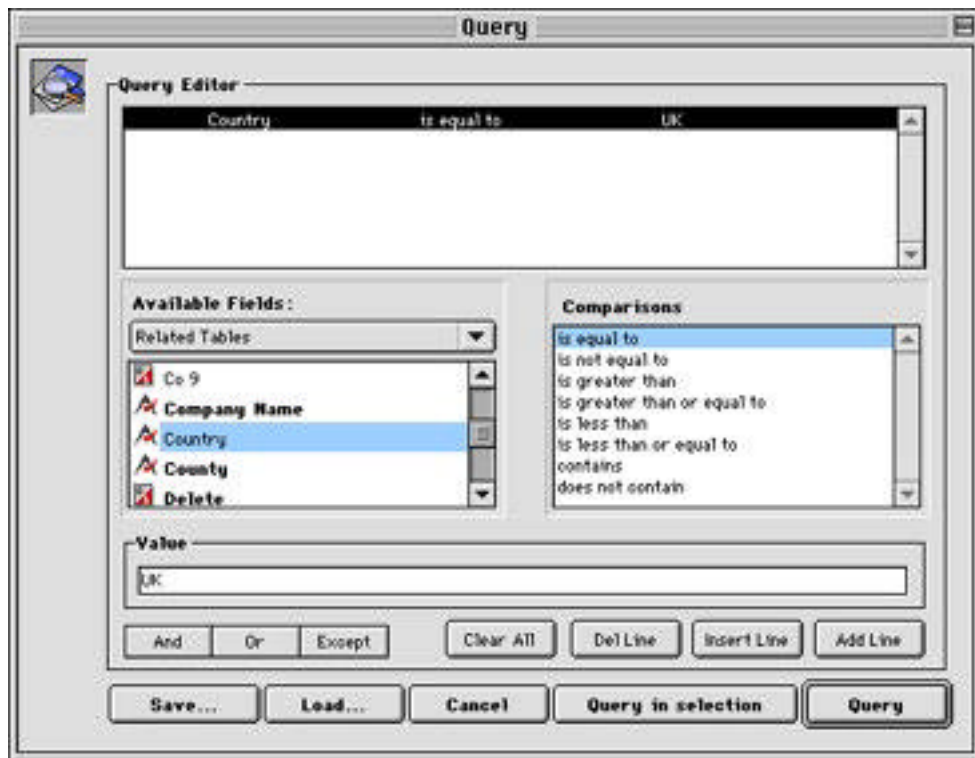 Query
Query Editor
Country is equal to UK
Available Fields:
Related Tables
Co 9
Company Name
Country
County
Delete
Comparisons
is equal to
is not equal to
is greater than
is greater than or equal to
is less than
is less than or equal to
contains
does not contain
Value
UK
And Or Except Clear All Del Line Insert Line Add Line
Save... Load... Cancel Query in selection Query